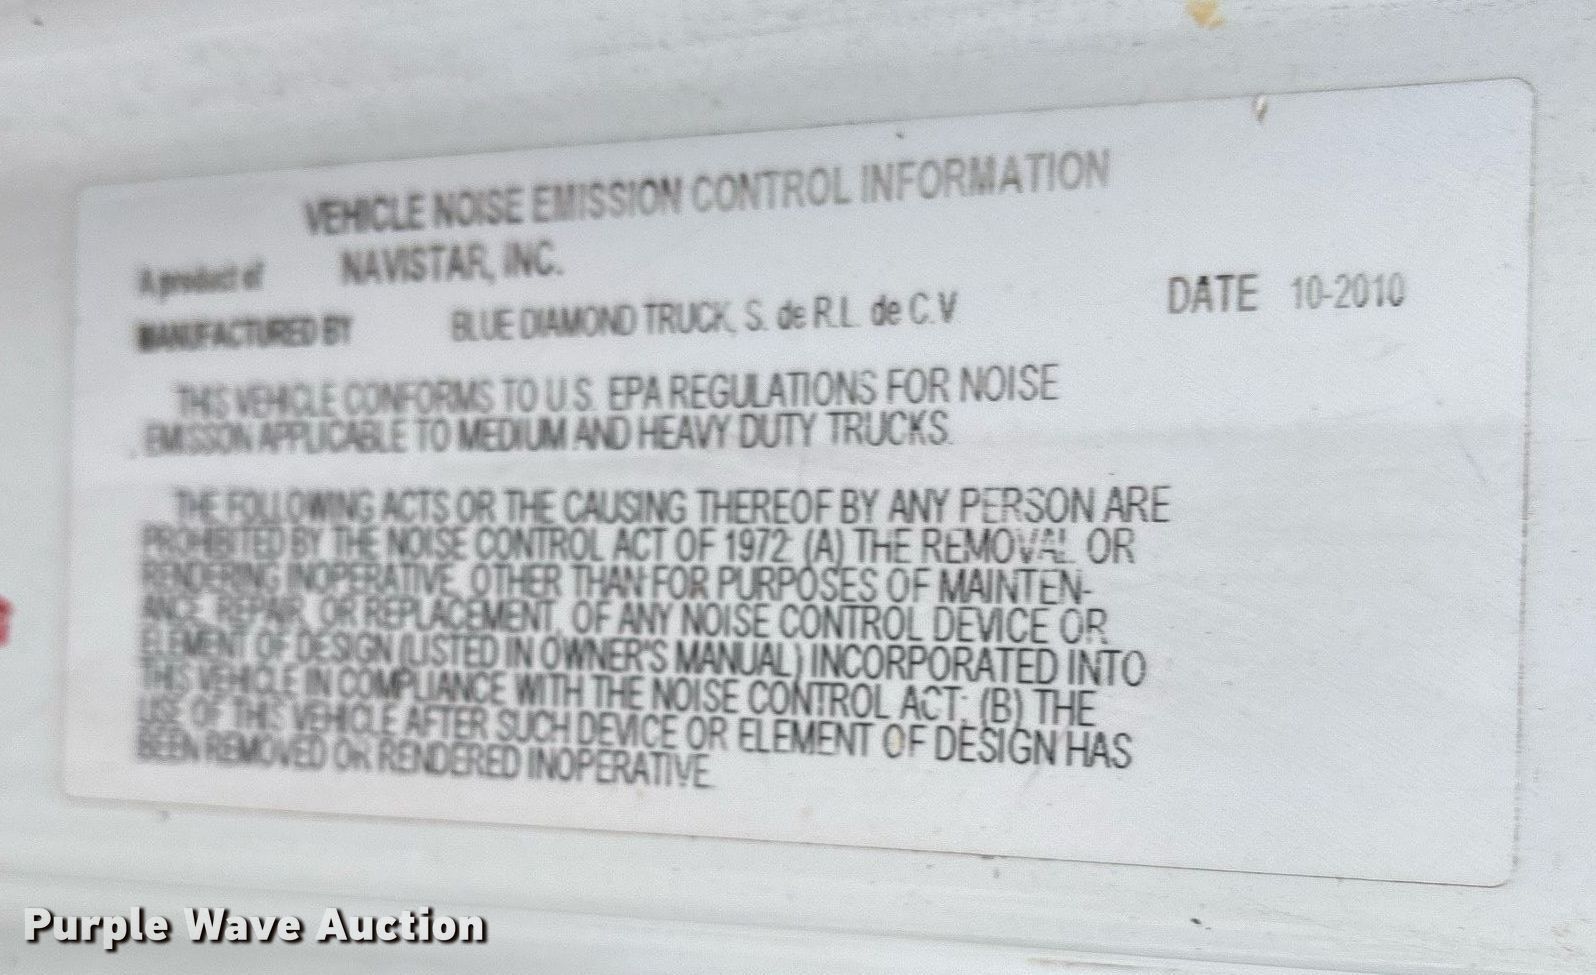 VEHICLE NOISE EMISSION CONTROL INFORMATION
A product of NAVISTAR, INC.
MANUFACTURED BY BLUE DIAMOND TRUCK, S. de R.L. de C.V DATE 10-2010
THIS VEHICLE CONFORMS TO U.S. EPA REGULATIONS FOR NOISE
EMISSON APPLICABLE TO MEDIUM AND HEAVY DUTY TRUCKS.
THE FOLLOWING ACTS OR THE CAUSING THEREOF BY ANY PERSON ARE
PROHIBITED BY THE NOISE CONTROL ACT OF 1972: (A) THE REMOVAL OR
RENDERING INOPERATIVE, OTHER THAN FOR PURPOSES OF MAINTEN-
ANCE, REPAIR, OR REPLACEMENT, OF ANY NOISE CONTROL DEVICE OR
ELEMENT OF DESIGN (LISTED IN OWNER'S MANUAL) INCORPORATED INTO
THIS VEHICLE IN COMPLIANCE WITH THE NOISE CONTROL ACT; (B) THE
USE OF THIS VEHICLE AFTER SUCH DEVICE OR ELEMENT OF DESIGN HAS
BEEN REMOVED OR RENDERED INOPERATIVE.
Purple Wave Auction